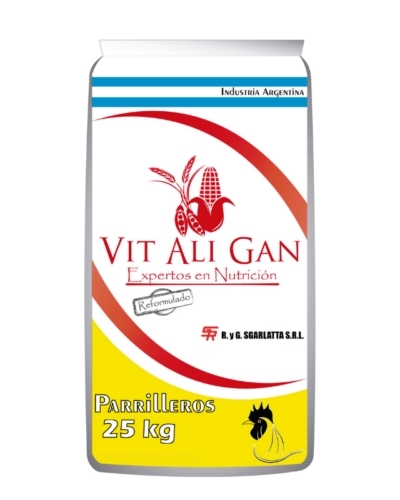 Industria Argentina
Vit Ali Gan
Expertos en Nutrición
Reformulado
R. y G. SGARLATTA S.R.L.
Parrilleros
25 kg